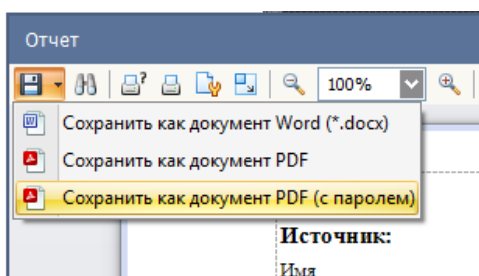 Отчет
100%
Сохранить как документ Word (*.docx)
Сохранить как документ PDF
Сохранить как документ PDF (с паролем)
Источник:
Имя